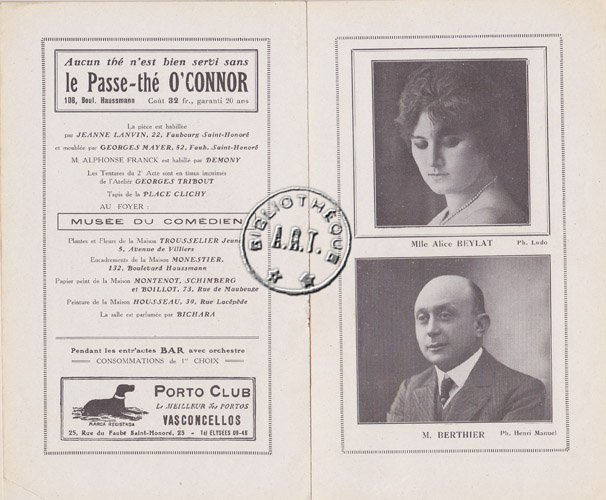 Aucun thé n'est bien servi sans
le Passe-thé O'CONNOR
108, Boul. Haussmann Coût 32 fr., garanti 20 ans
La pièce est habillée
par JEANNE LANVIN, 22, Faubourg Saint-Honoré
et meublée par GEORGES MAYER, 52, Faub. Saint-Honoré
M. ALPHONSE FRANCK est habillé par DEMONY
Les Tentures du 2e Acte sont en tissus imprimés
de l'Atelier GEORGES TRIBOUT
Tapis de la PLACE CLICHY
AU FOYER :
MUSÉE DU COMÉDIEN
Plantes et Fleurs de la Maison TROUSSELIER Jeune
5, Avenue de Villiers
Encadrements de la Maison MONESTIER,
132, Boulevard Haussmann
Papier peint de la Maison MONTENOT, SCHIMBERG
et BOILLOT, 73, Rue de Maubeuge
Peinture de la Maison HOUSSEAU, 39, Rue Lacépède
La salle est parfumée par BICHARA
Pendant les entr'actes BAR avec orchestre
CONSOMMATIONS de 1er CHOIX
PORTO CLUB
Le MEILLEUR des PORTOS
VASCONCELLOS
MARCA REGISTADA
25, Rue du Faubg Saint-Honoré, 25 - Tél ÉLYSÉES 09-48
BIBLIOTHÈQUE
A.R.T.
Mlle Alice BEYLAT Ph. Lodo
M. BERTHIER Ph. Henri Manuel